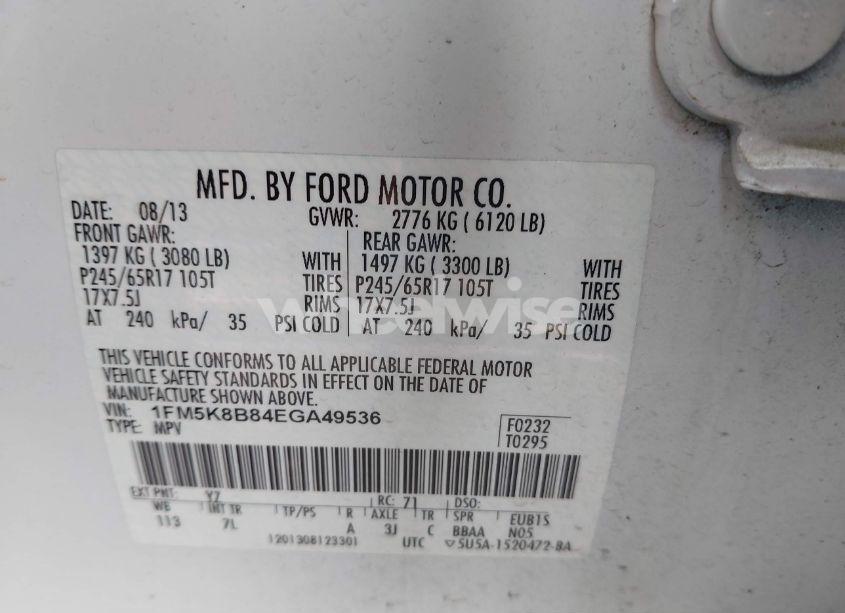 MFD. BY FORD MOTOR CO.
DATE: 08/13 GVWR: 2776 KG ( 6120 LB)
FRONT GAWR: REAR GAWR:
1397 KG ( 3080 LB) WITH 1497 KG ( 3300 LB) WITH
P245/65R17 105T TIRES P245/65R17 105T TIRES
17X7.5J RIMS 17X7.5J RIMS
AT 240 kPa/ 35 PSI COLD AT 240 kPa/ 35 PSI COLD
wheelwise
THIS VEHICLE CONFORMS TO ALL APPLICABLE FEDERAL MOTOR
VEHICLE SAFETY STANDARDS IN EFFECT ON THE DATE OF
MANUFACTURE SHOWN ABOVE.
VIN: 1FM5K8B84EGA49536 F0232
TYPE: MPV T0295
EXT PNT: YZ RC: 71 DSO:
WB INT TR TP/PS R AXLE TR SPR EUB1S
113 7L A 3J C BBAA N05
1201308123301 UTC ▽5U5A-1520472-BA